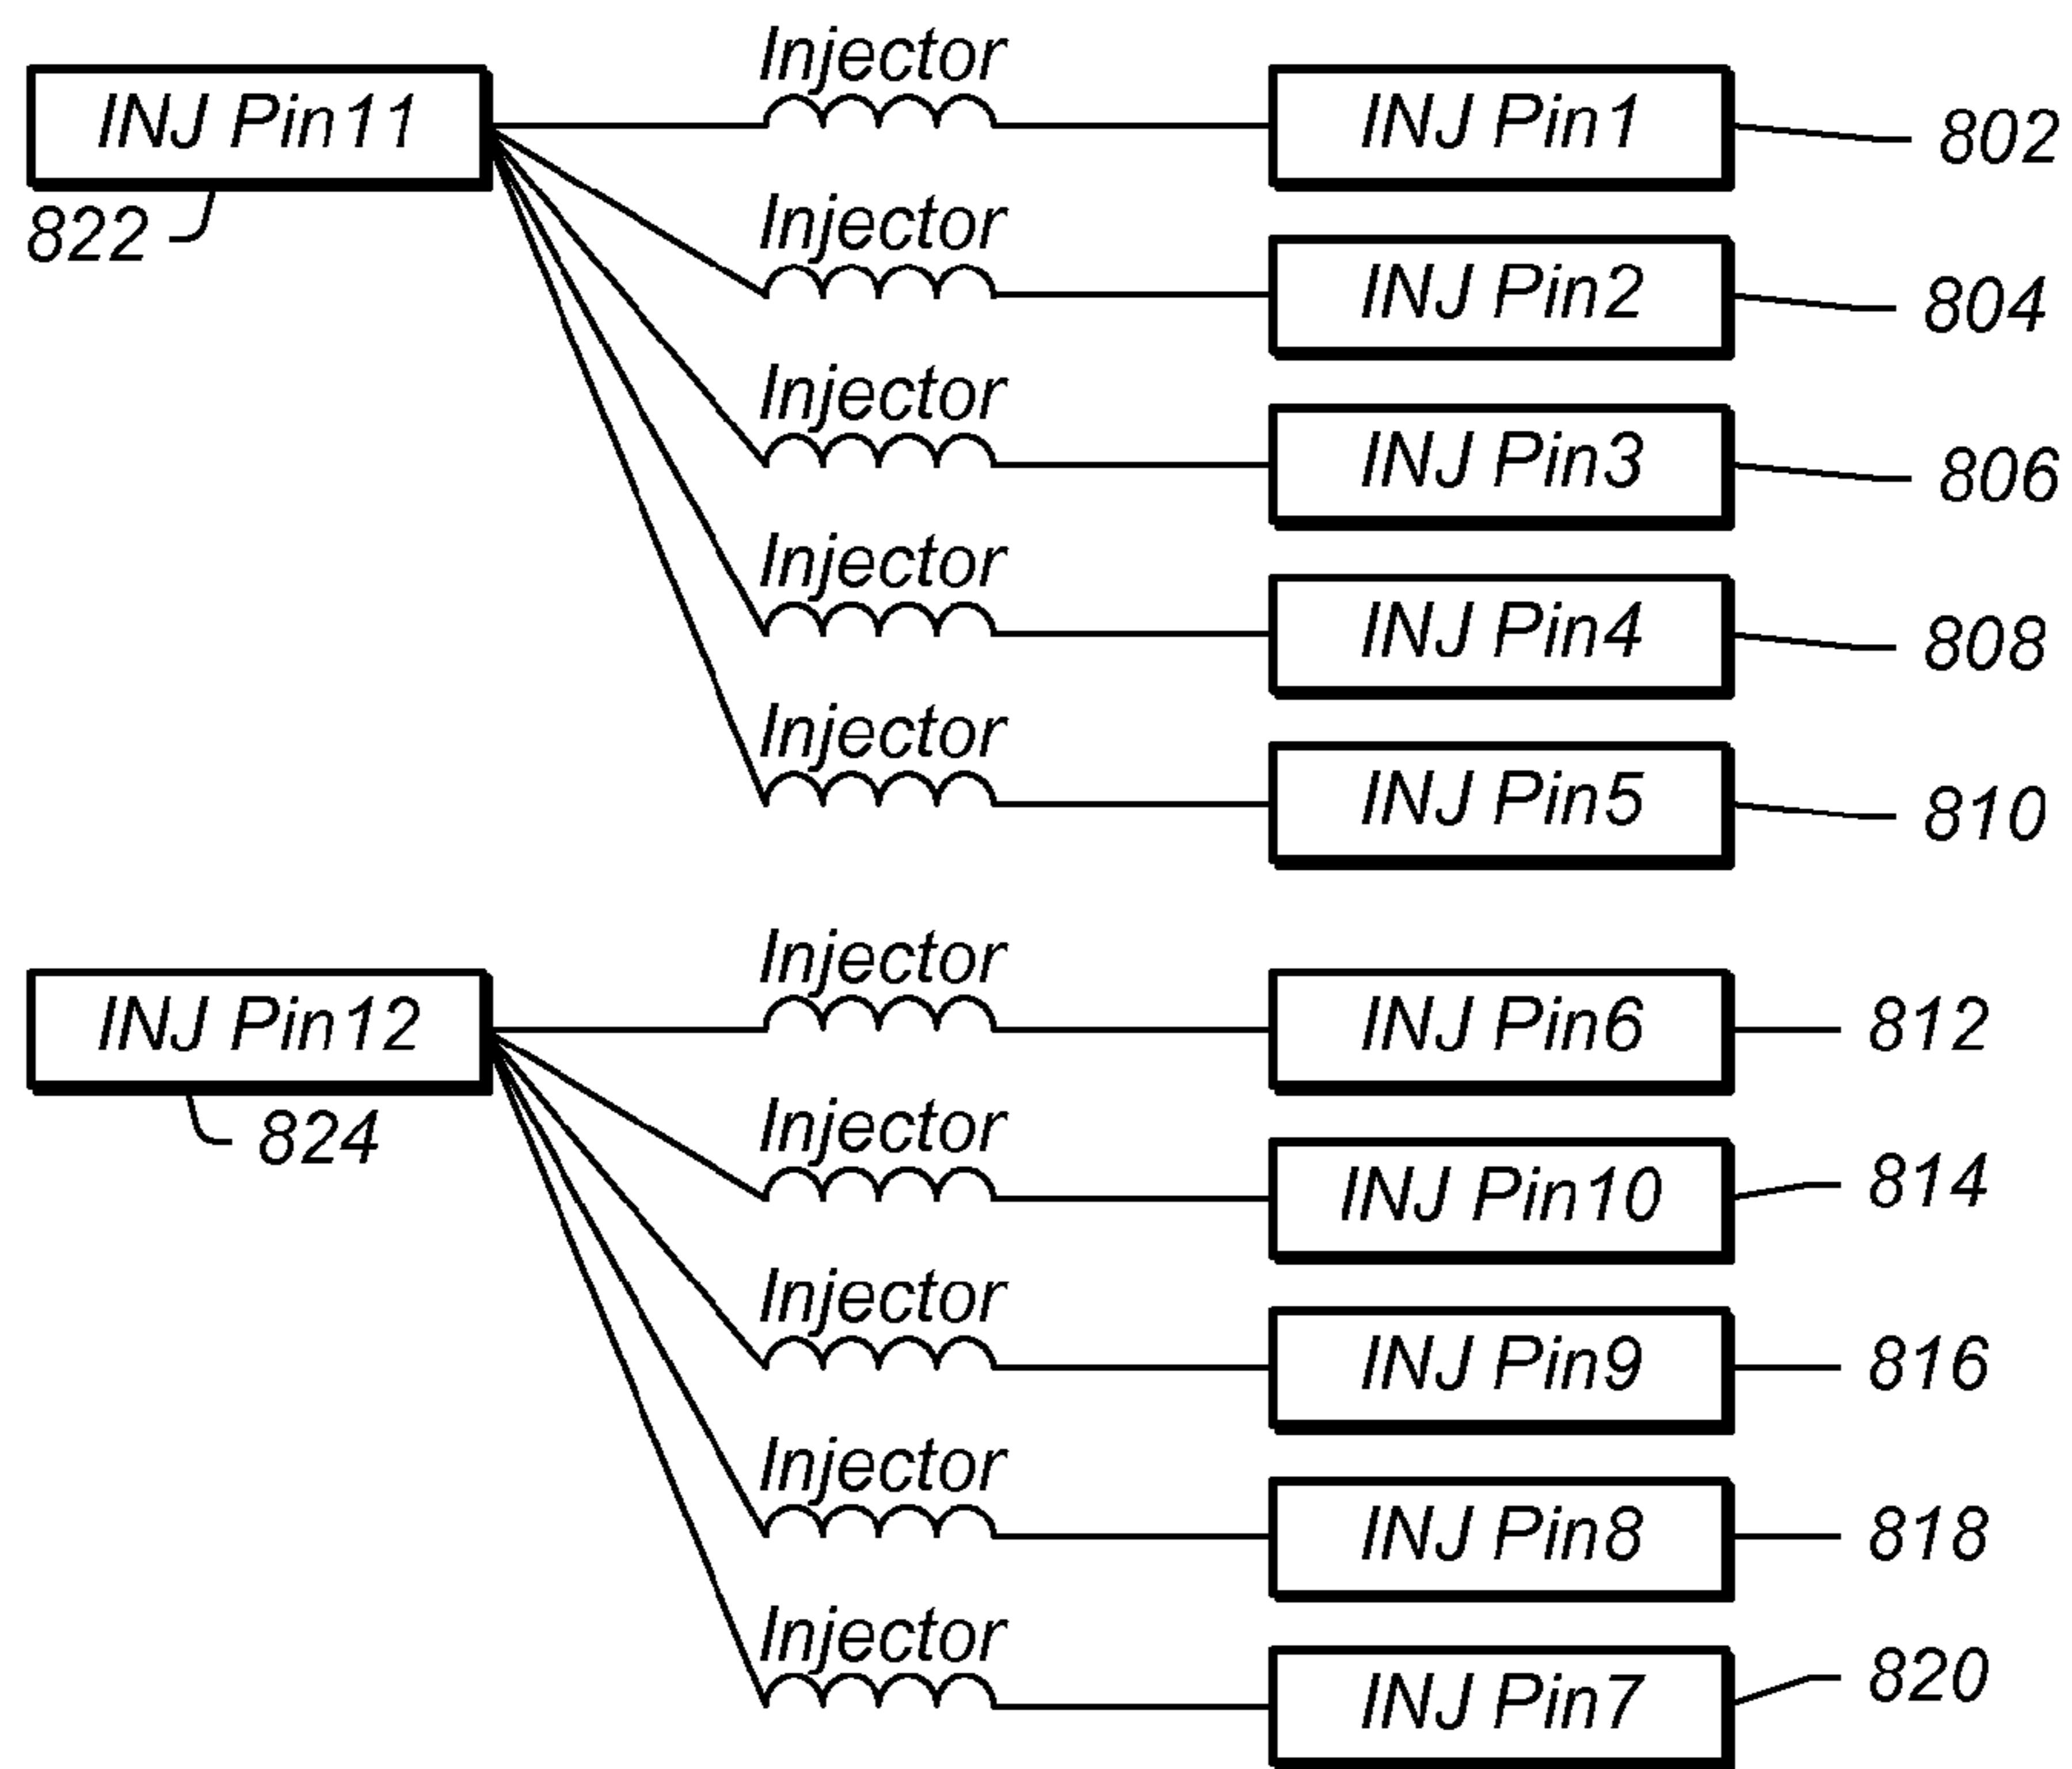 Injector
INJ Pin11
INJ Pin1
802
822
Injector
INJ Pin2
804
Injector
INJ Pin3
806
Injector
INJ Pin4
808
Injector
INJ Pin5
810
Injector
INJ Pin12
INJ Pin6
812
824
Injector
INJ Pin10
814
Injector
INJ Pin9
816
Injector
INJ Pin8
818
Injector
INJ Pin7
820